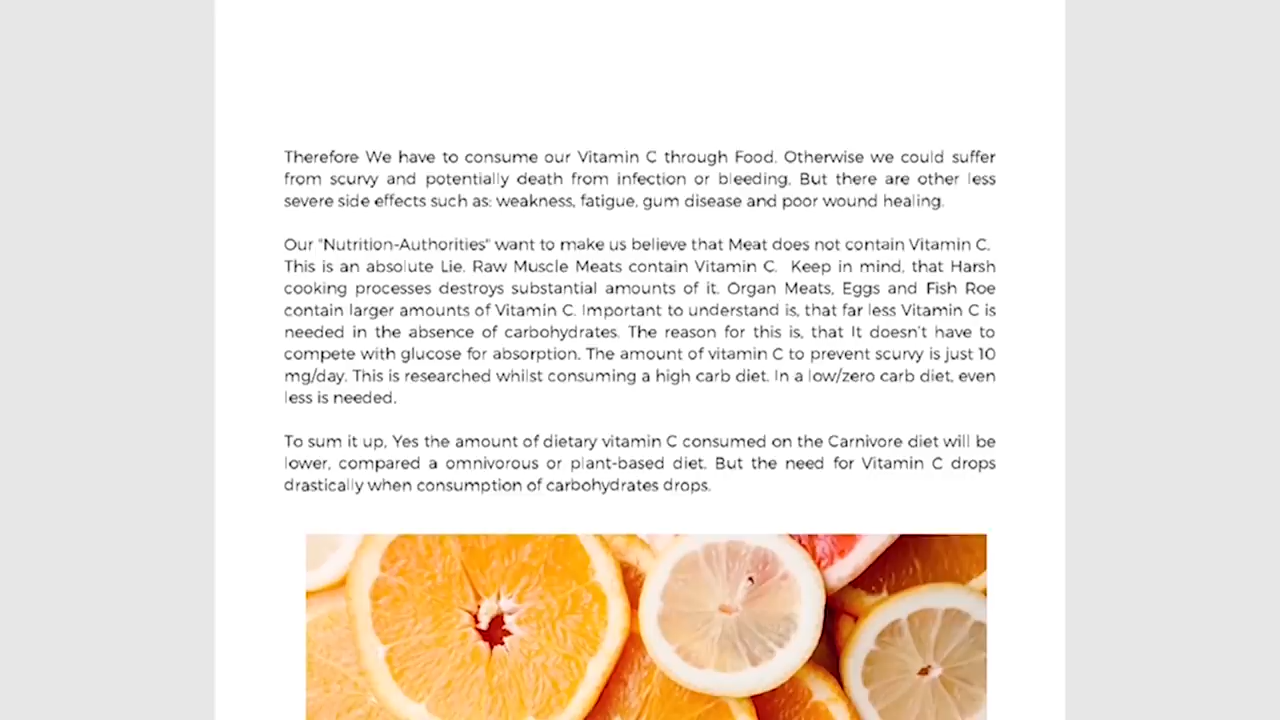 Therefore We have to consume our Vitamin C through Food. Otherwise we could suffer
from scurvy and potentially death from infection or bleeding. But there are other less
severe side effects such as: weakness, fatigue, gum disease and poor wound healing.
Our "Nutrition-Authorities" want to make us believe that Meat does not contain Vitamin C.
This is an absolute Lie. Raw Muscle Meats contain Vitamin C. Keep in mind, that Harsh
cooking processes destroys substantial amounts of it. Organ Meats, Eggs and Fish Roe
contain larger amounts of Vitamin C. Important to understand is, that far less Vitamin C is
needed in the absence of carbohydrates. The reason for this is, that It doesn't have to
compete with glucose for absorption. The amount of vitamin C to prevent scurvy is just 10
mg/day. This is researched whilst consuming a high carb diet. In a low/zero carb diet, even
less is needed.
To sum it up, Yes the amount of dietary vitamin C consumed on the Carnivore diet will be
lower, compared a omnivorous or plant-based diet. But the need for Vitamin C drops
drastically when consumption of carbohydrates drops.